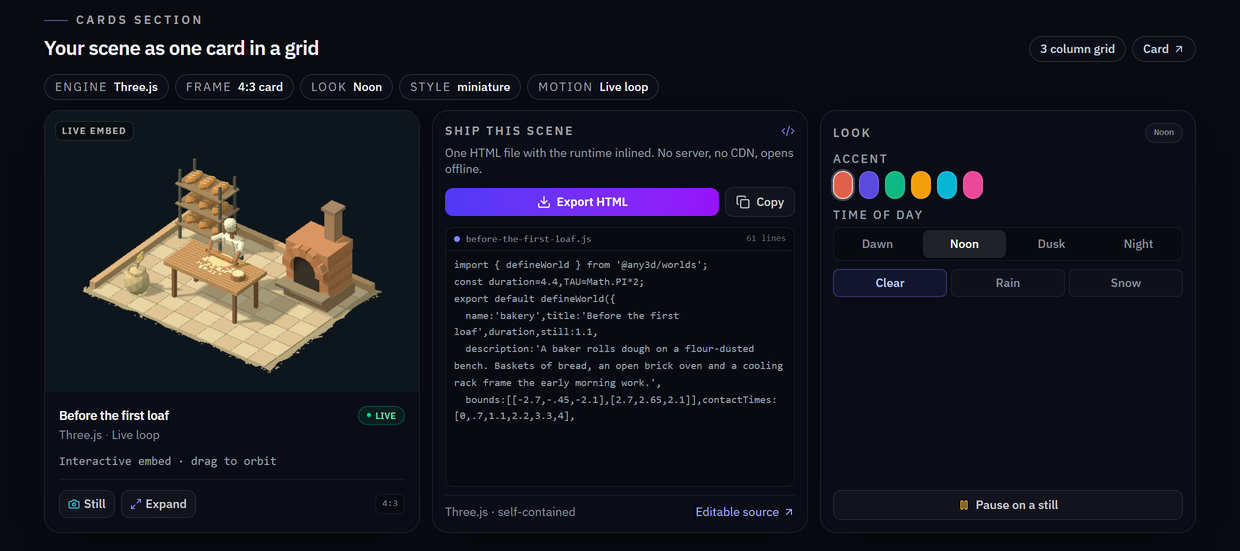 CARDS SECTION
Your scene as one card in a grid
3 column grid
Card ↗
ENGINE Three.js
FRAME 4:3 card
LOOK Noon
STYLE miniature
MOTION Live loop
LIVE EMBED
Before the first loaf
LIVE
Three.js · Live loop
Interactive embed · drag to orbit
Still
Expand
4:3
SHIP THIS SCENE
</>
One HTML file with the runtime inlined. No server, no CDN, opens
offline.
Export HTML
Copy
before-the-first-loaf.js
61 lines
import { defineWorld } from '@any3d/worlds';
const duration=4.4,TAU=Math.PI*2;
export default defineWorld({
  name:'bakery',title:'Before the first
loaf',duration,still:1.1,
  description:'A baker rolls dough on a flour-dusted
bench. Baskets of bread, an open brick oven and a cooling
rack frame the early morning work.',
  bounds:[[-2.7,-.45,-2.1],[2.7,2.65,2.1]],contactTimes:
[0,.7,1.1,2.2,3.3,4],
Three.js · self-contained
Editable source ↗
LOOK
Noon
ACCENT
TIME OF DAY
Dawn
Noon
Dusk
Night
Clear
Rain
Snow
Pause on a still